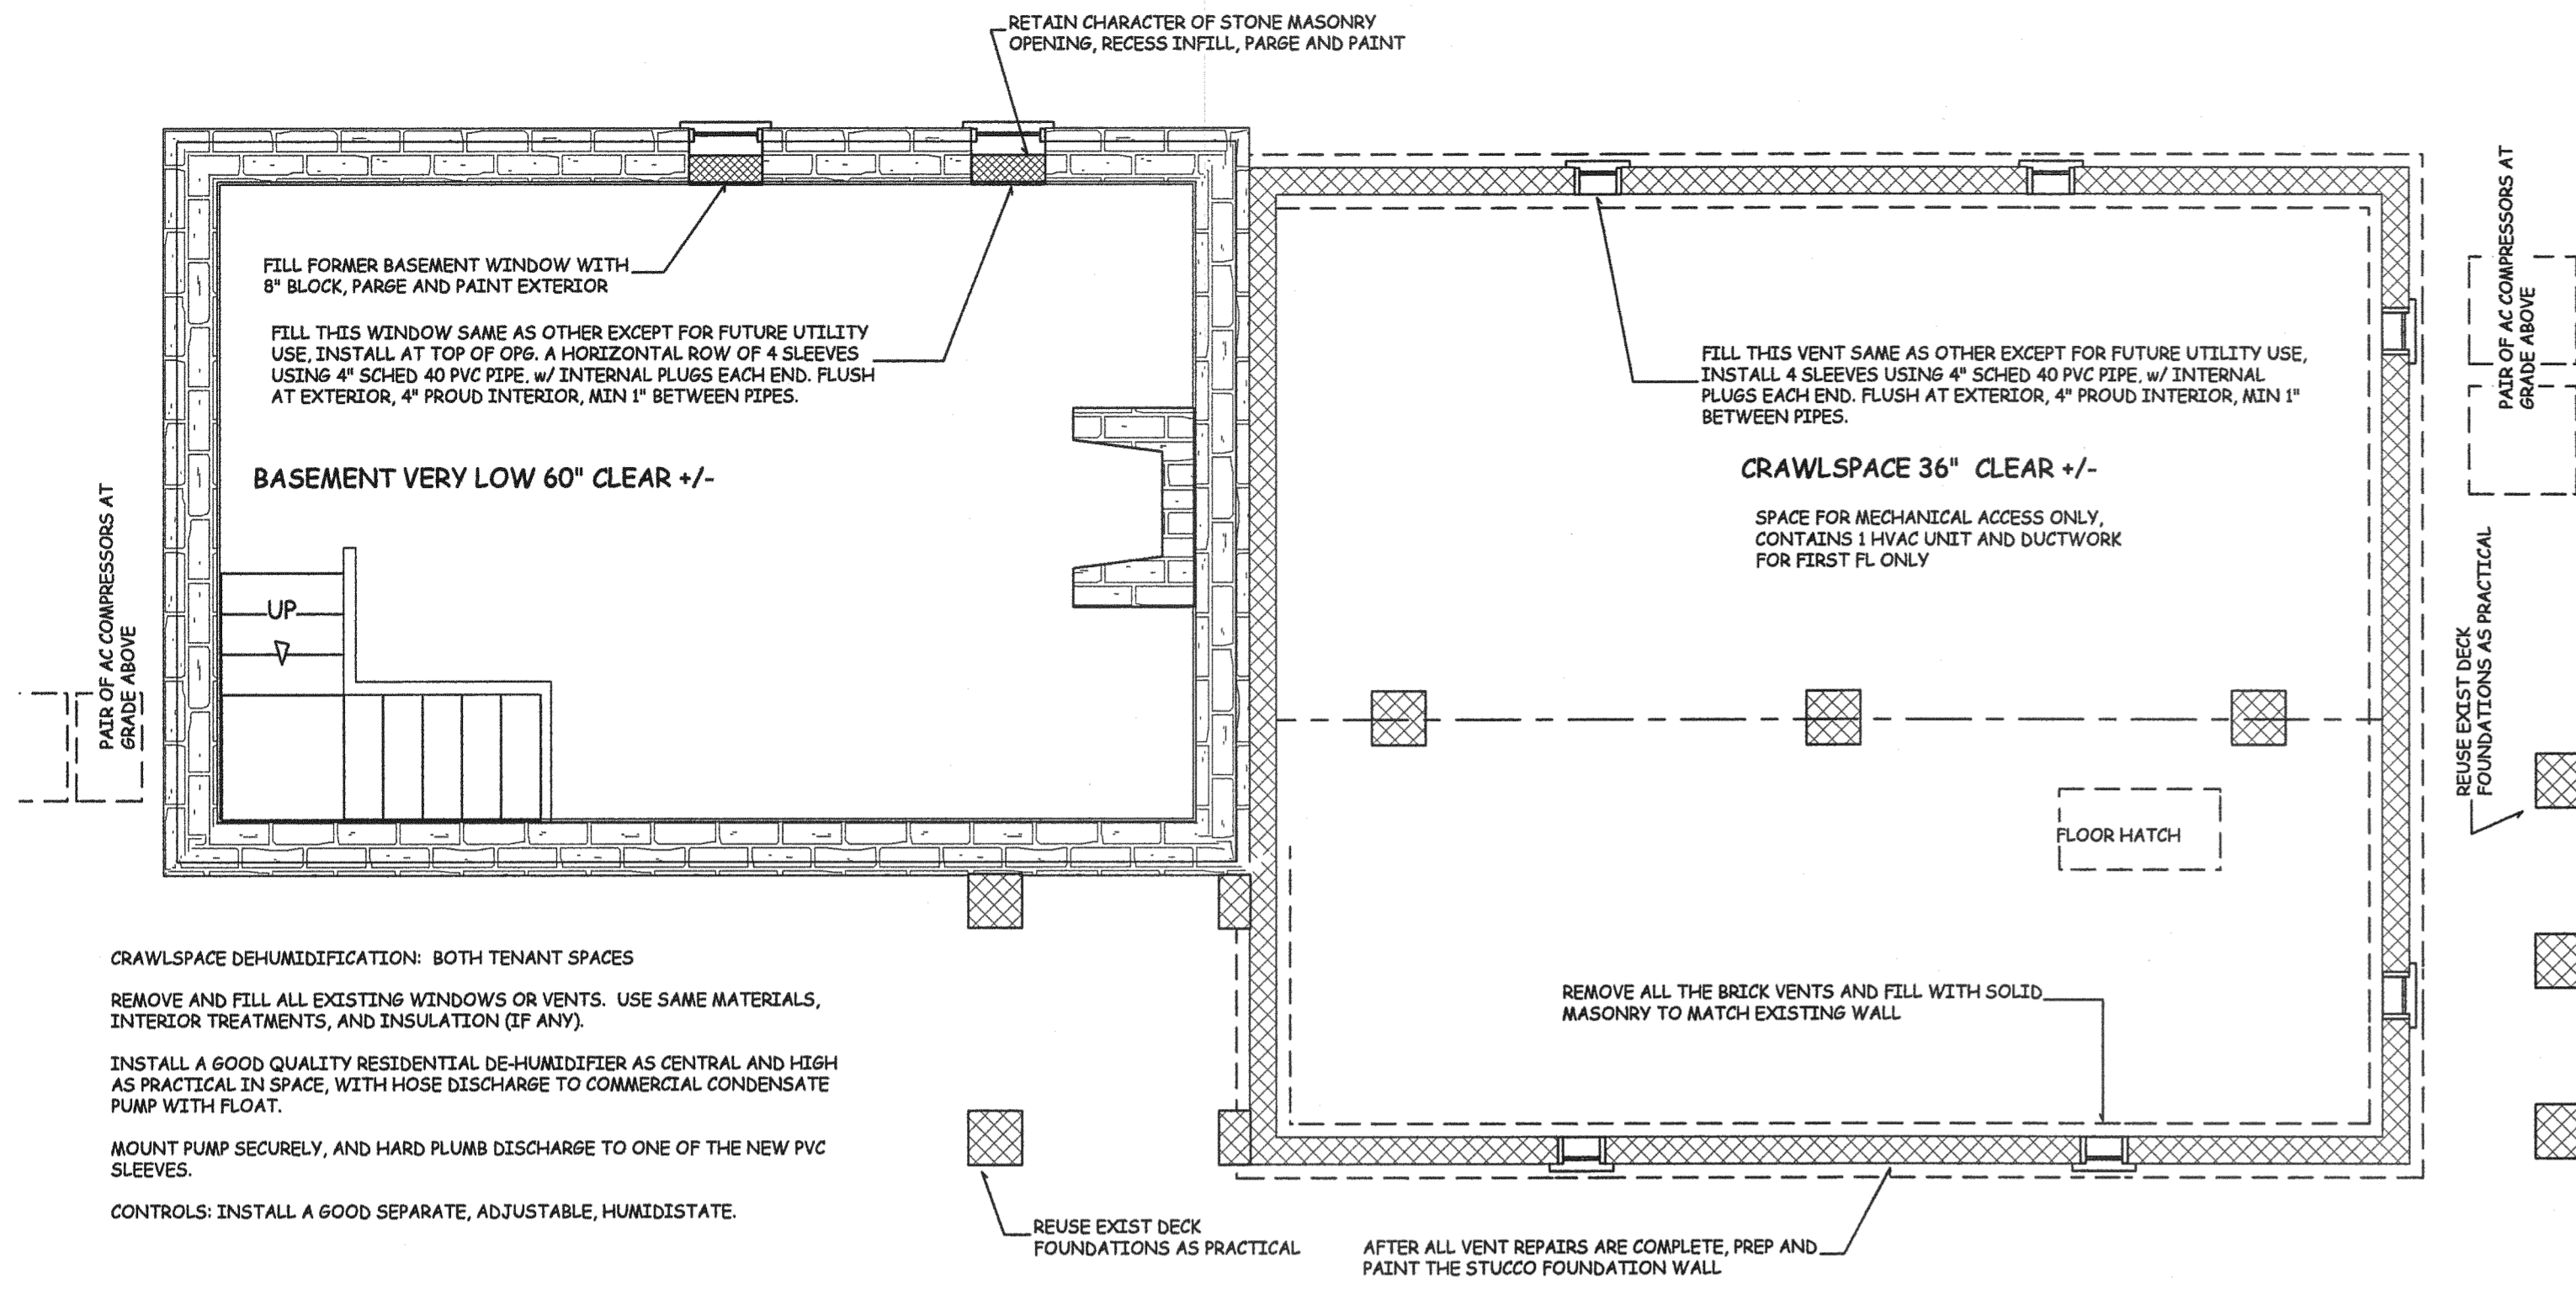 RETAIN CHARACTER OF STONE MASONRY
OPENING, RECESS INFILL, PARGE AND PAINT
FILL FORMER BASEMENT WINDOW WITH
8" BLOCK, PARGE AND PAINT EXTERIOR
FILL THIS WINDOW SAME AS OTHER EXCEPT FOR FUTURE UTILITY
USE, INSTALL AT TOP OF OPG. A HORIZONTAL ROW OF 4 SLEEVES
USING 4" SCHED 40 PVC PIPE. w/ INTERNAL PLUGS EACH END. FLUSH
AT EXTERIOR, 4" PROUD INTERIOR, MIN 1" BETWEEN PIPES.
BASEMENT VERY LOW 60" CLEAR +/-
UP
PAIR OF AC COMPRESSORS AT
GRADE ABOVE
FILL THIS VENT SAME AS OTHER EXCEPT FOR FUTURE UTILITY USE,
INSTALL 4 SLEEVES USING 4" SCHED 40 PVC PIPE. w/ INTERNAL
PLUGS EACH END. FLUSH AT EXTERIOR, 4" PROUD INTERIOR, MIN 1"
BETWEEN PIPES.
CRAWLSPACE 36" CLEAR +/-
SPACE FOR MECHANICAL ACCESS ONLY,
CONTAINS 1 HVAC UNIT AND DUCTWORK
FOR FIRST FL ONLY
PAIR OF AC COMPRESSORS AT
GRADE ABOVE
REUSE EXIST DECK
FOUNDATIONS AS PRACTICAL
FLOOR HATCH
REMOVE ALL THE BRICK VENTS AND FILL WITH SOLID
MASONRY TO MATCH EXISTING WALL
CRAWLSPACE DEHUMIDIFICATION: BOTH TENANT SPACES
REMOVE AND FILL ALL EXISTING WINDOWS OR VENTS. USE SAME MATERIALS,
INTERIOR TREATMENTS, AND INSULATION (IF ANY).
INSTALL A GOOD QUALITY RESIDENTIAL DE-HUMIDIFIER AS CENTRAL AND HIGH
AS PRACTICAL IN SPACE, WITH HOSE DISCHARGE TO COMMERCIAL CONDENSATE
PUMP WITH FLOAT.
MOUNT PUMP SECURELY, AND HARD PLUMB DISCHARGE TO ONE OF THE NEW PVC
SLEEVES.
CONTROLS: INSTALL A GOOD SEPARATE, ADJUSTABLE, HUMIDISTATE.
REUSE EXIST DECK
FOUNDATIONS AS PRACTICAL
AFTER ALL VENT REPAIRS ARE COMPLETE, PREP AND
PAINT THE STUCCO FOUNDATION WALL